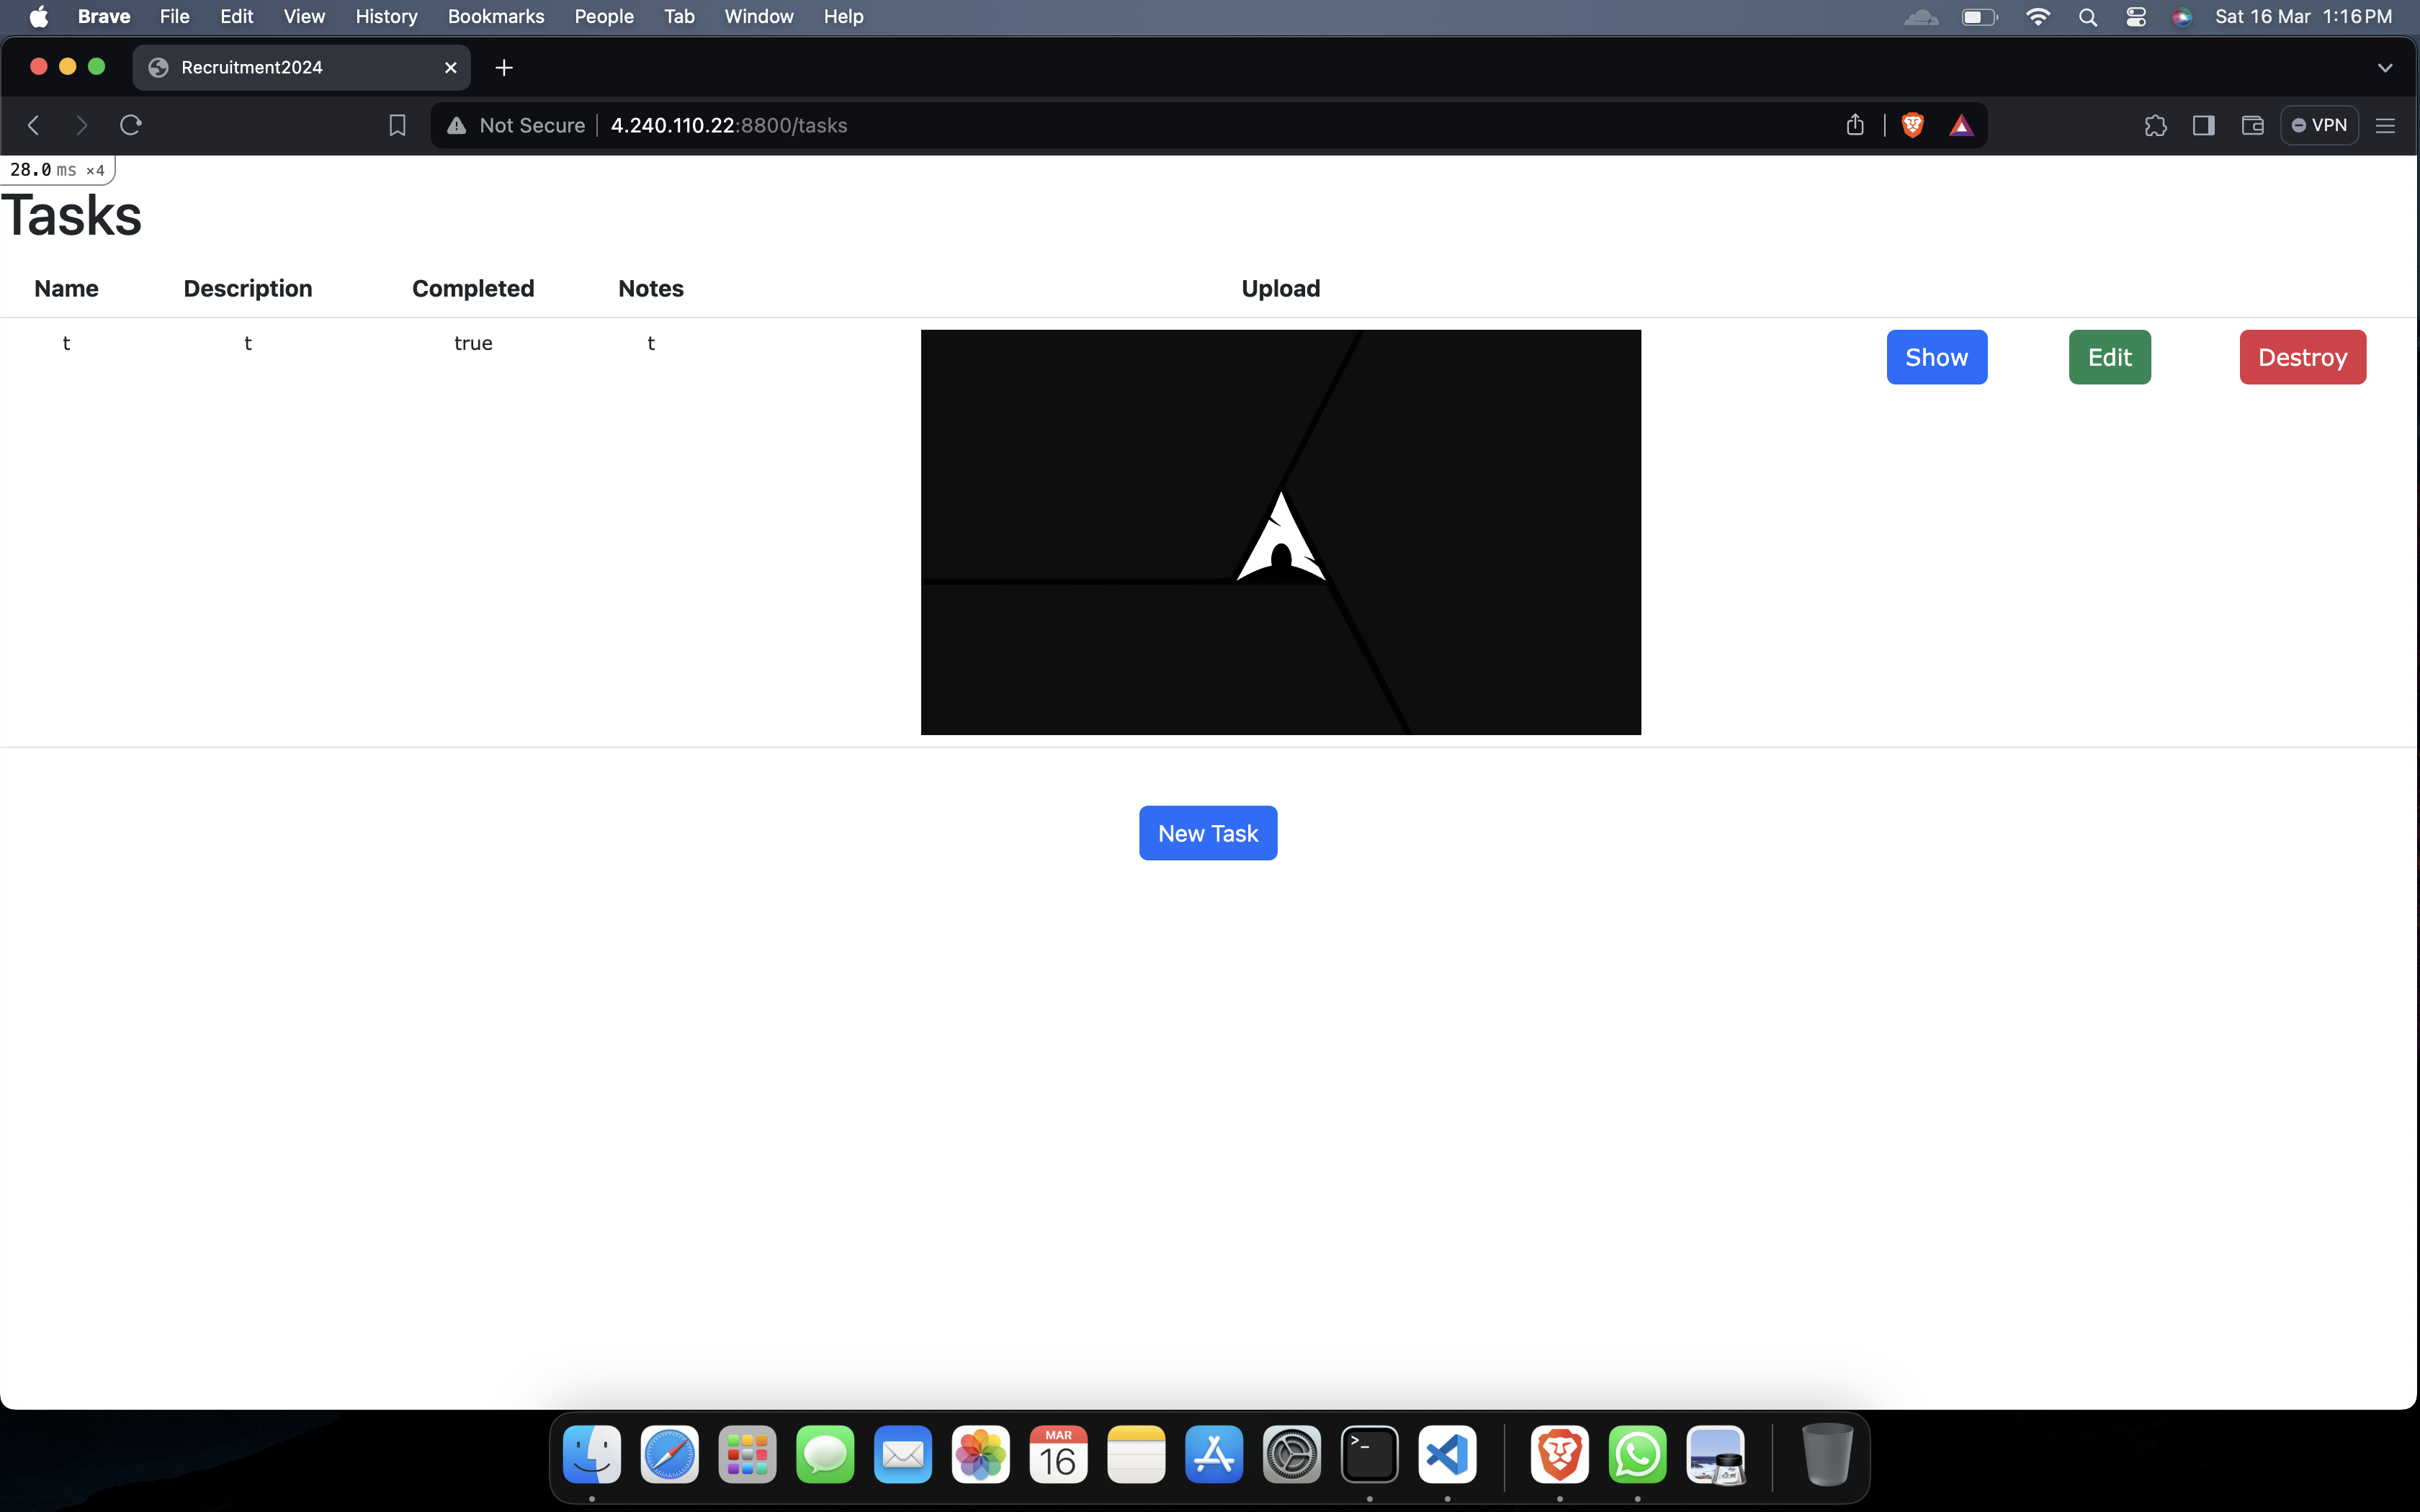 Brave File Edit View History Bookmarks People Tab Window Help Sat 16 Mar 1:16 PM
Recruitment2024
Not Secure 4.240.110.22:8800/tasks VPN
28.0 ms ×4
Tasks
Name Description Completed Notes Upload
t t true t Show Edit Destroy
New Task
MAR
16
>_